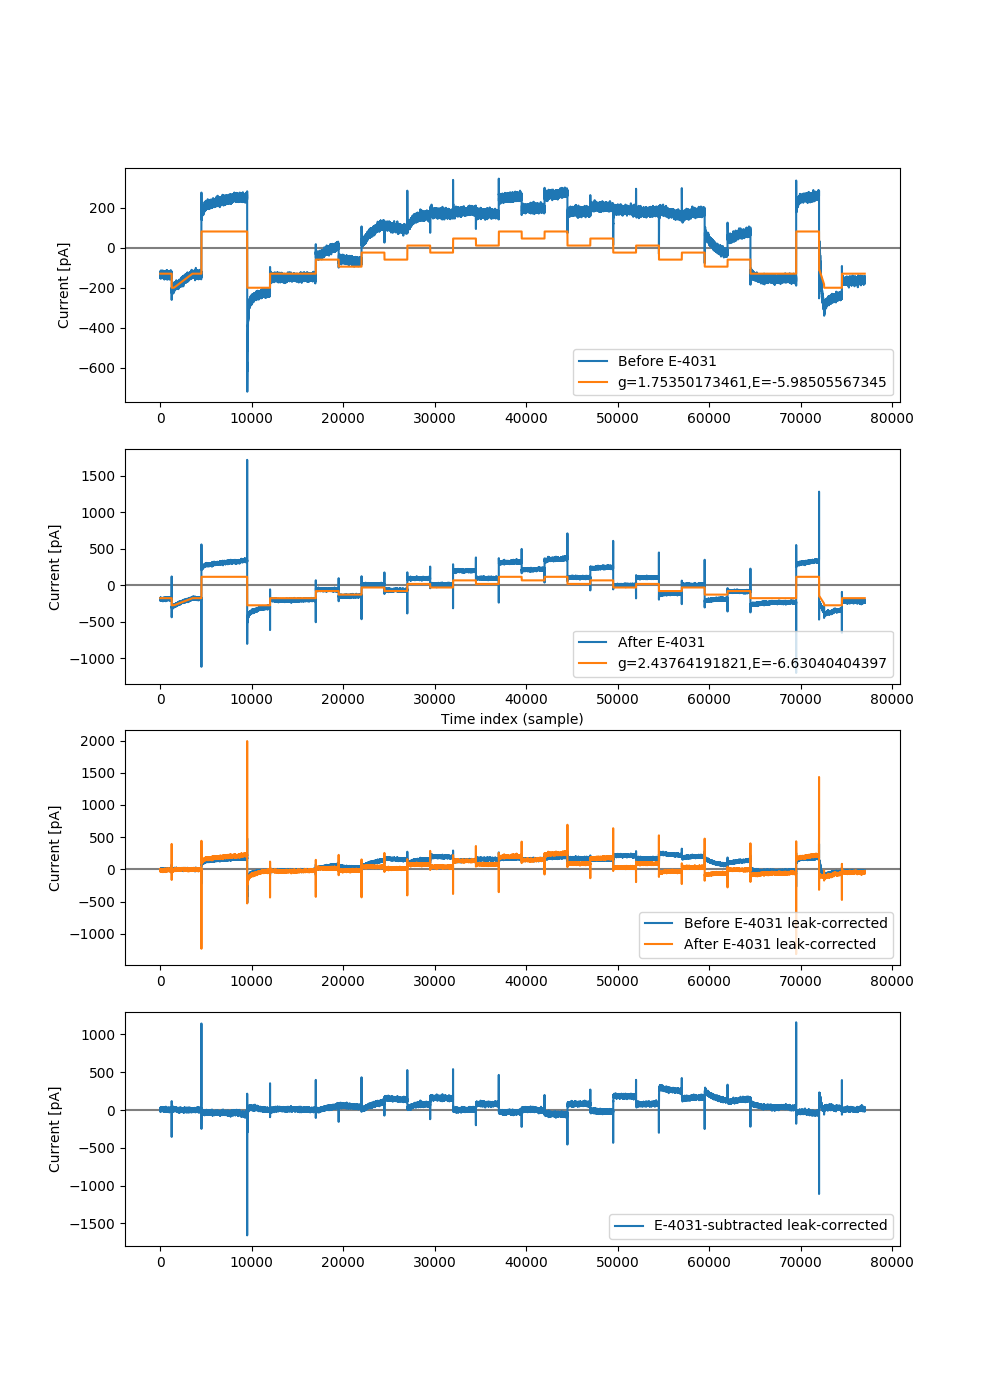 200
0
−200
−400
−600
Current [pA]
Before E-4031
g=1.75350173461,E=-5.98505567345
0 10000 20000 30000 40000 50000 60000 70000 80000
1500
1000
500
0
−500
−1000
Current [pA]
After E-4031
g=2.43764191821,E=-6.63040404397
0 10000 20000 30000 40000 50000 60000 70000 80000
Time index (sample)
2000
1500
1000
500
0
−500
−1000
Current [pA]
Before E-4031 leak-corrected
After E-4031 leak-corrected
0 10000 20000 30000 40000 50000 60000 70000 80000
1000
500
0
−500
−1000
−1500
Current [pA]
E-4031-subtracted leak-corrected
0 10000 20000 30000 40000 50000 60000 70000 80000